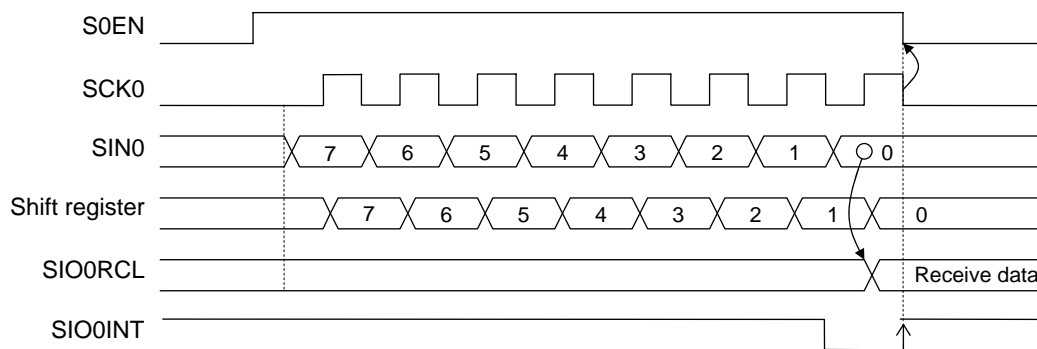 S0EN
SCK0
SIN0 7 6 5 4 3 2 1 0
Shift register 7 6 5 4 3 2 1 0
SIO0RCL Receive data
SIO0INT